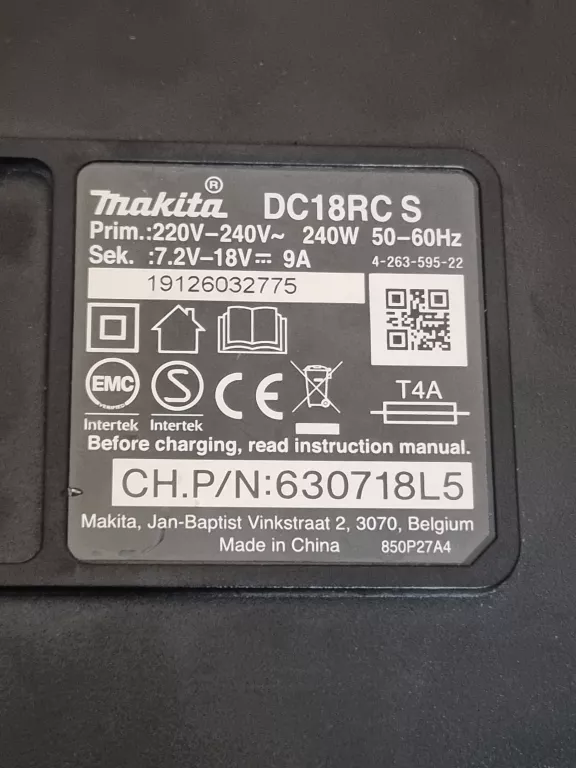 makita® DC18RC S
Prim.:220V–240V~ 240W 50–60Hz
Sek. :7.2V–18V⎓ 9A 4-263-595-22
19126032775
EMC S CE T4A
VERIFIED
Intertek Intertek
Before charging, read instruction manual.
CH.P/N:630718L5
Makita, Jan-Baptist Vinkstraat 2, 3070, Belgium
Made in China 850P27A4